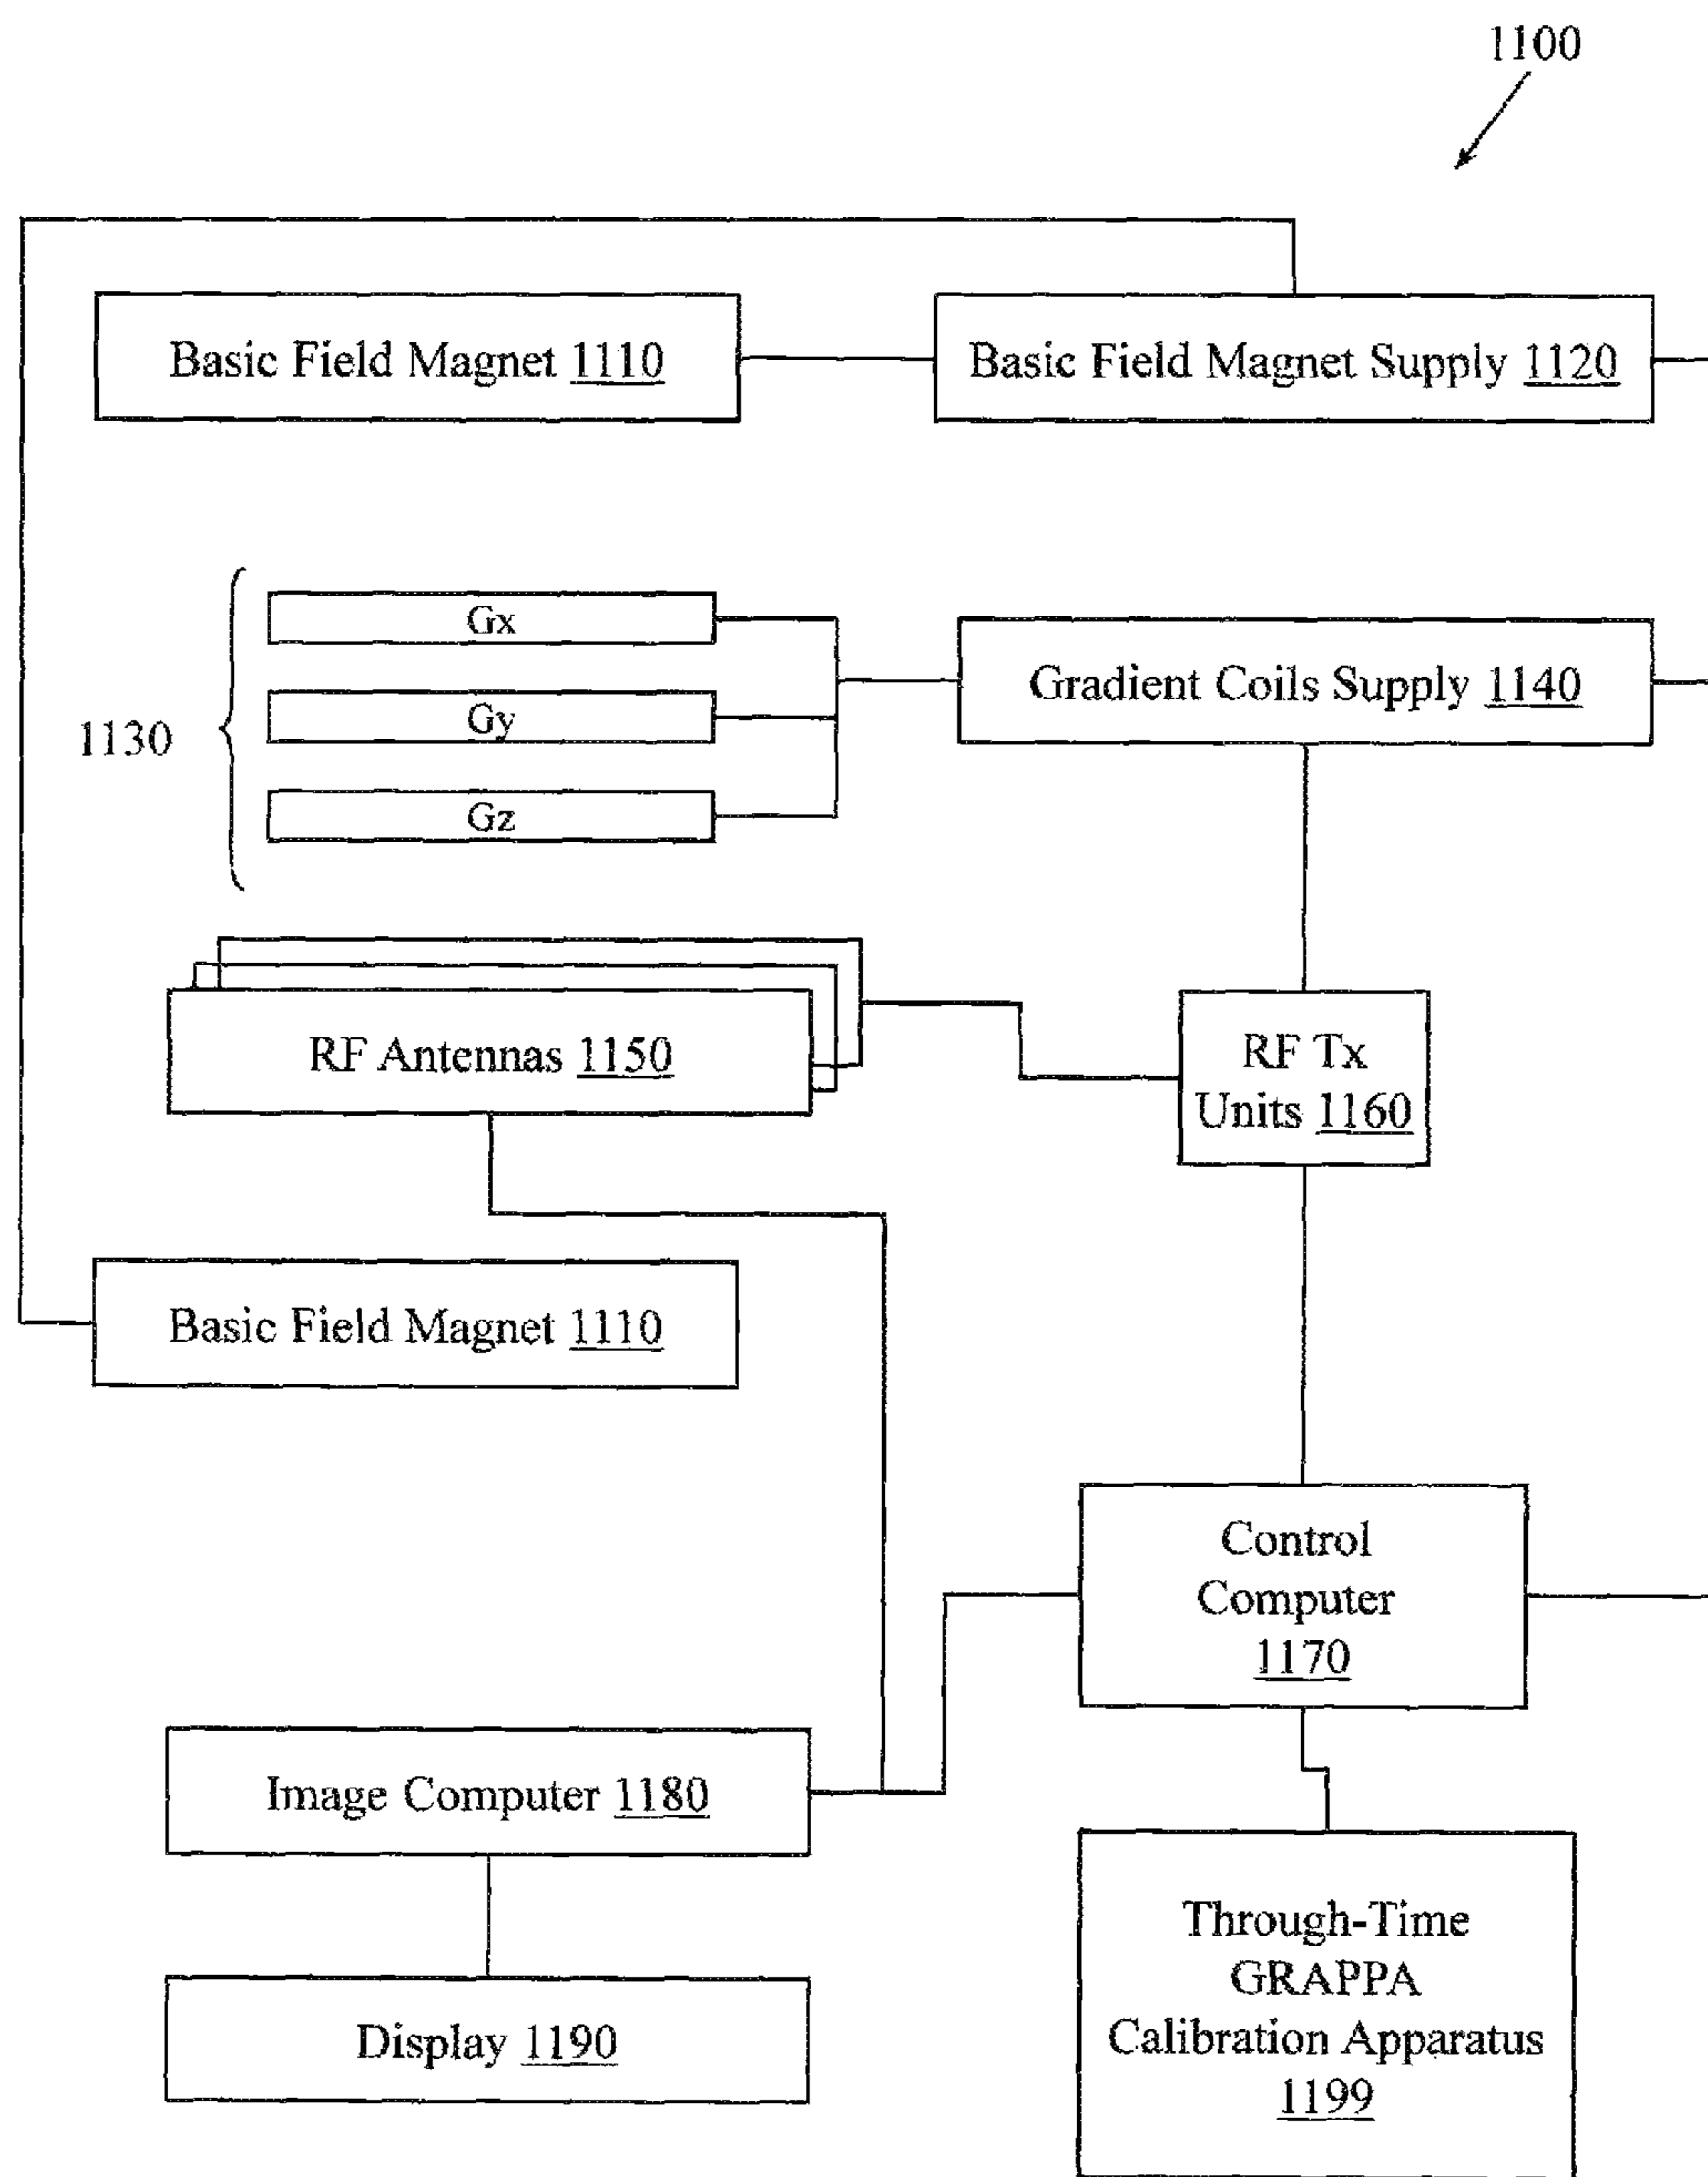 1100
Basic Field Magnet 1110
Basic Field Magnet Supply 1120
Gx
Gy
Gz
1130
Gradient Coils Supply 1140
RF Antennas 1150
RF Tx
Units 1160
Basic Field Magnet 1110
Control
Computer
1170
Image Computer 1180
Display 1190
Through-Time
GRAPPA
Calibration Apparatus
1199